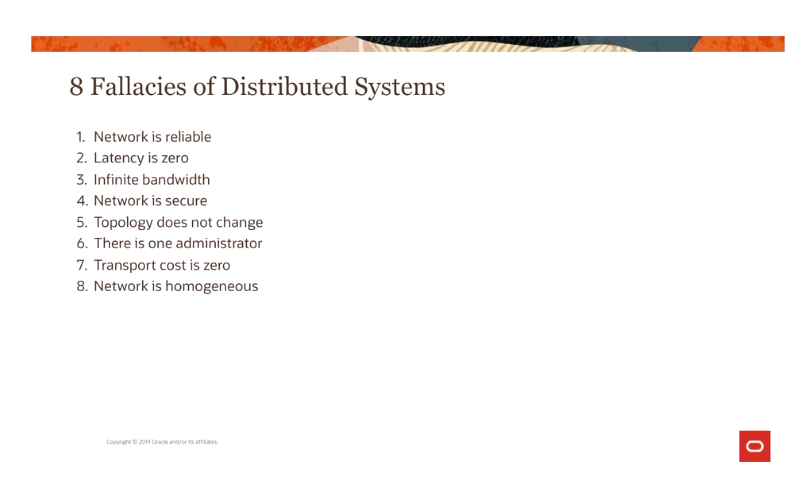 8 Fallacies of Distributed Systems
1. Network is reliable
2. Latency is zero
3. Infinite bandwidth
4. Network is secure
5. Topology does not change
6. There is one administrator
7. Transport cost is zero
8. Network is homogeneous
Copyright © 2019 Oracle and/or its affiliates.